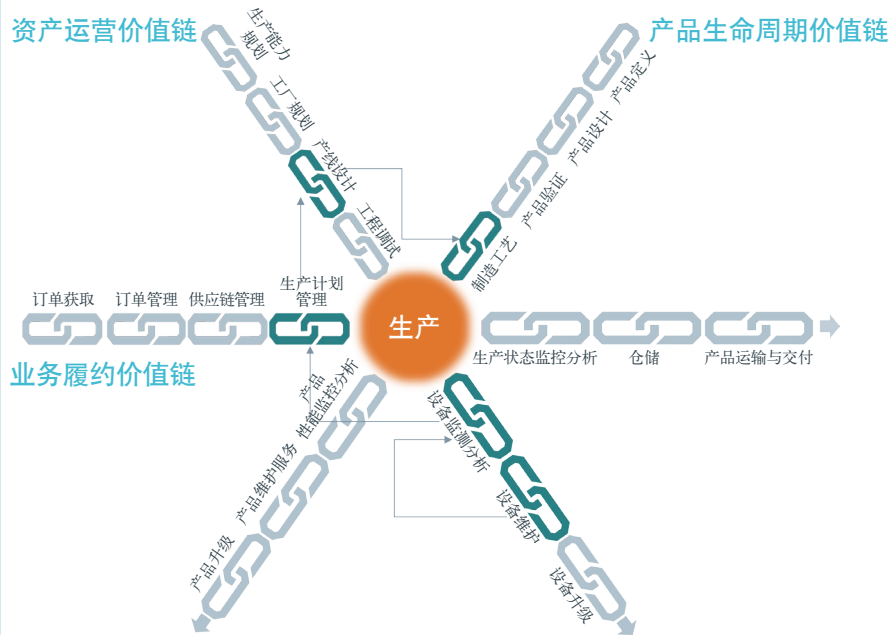 资产运营价值链
产品生命周期价值链
生产能力
规划
工厂规划
产线设计
工程调试
产品定义
产品设计
产品验证
制造工艺
订单获取
订单管理
供应链管理
生产计划
管理
生产
生产状态监控分析
仓储
产品运输与交付
业务履约价值链
产品
性能监控分析
产品维护服务
产品升级
设备监测分析
设备维护
设备升级